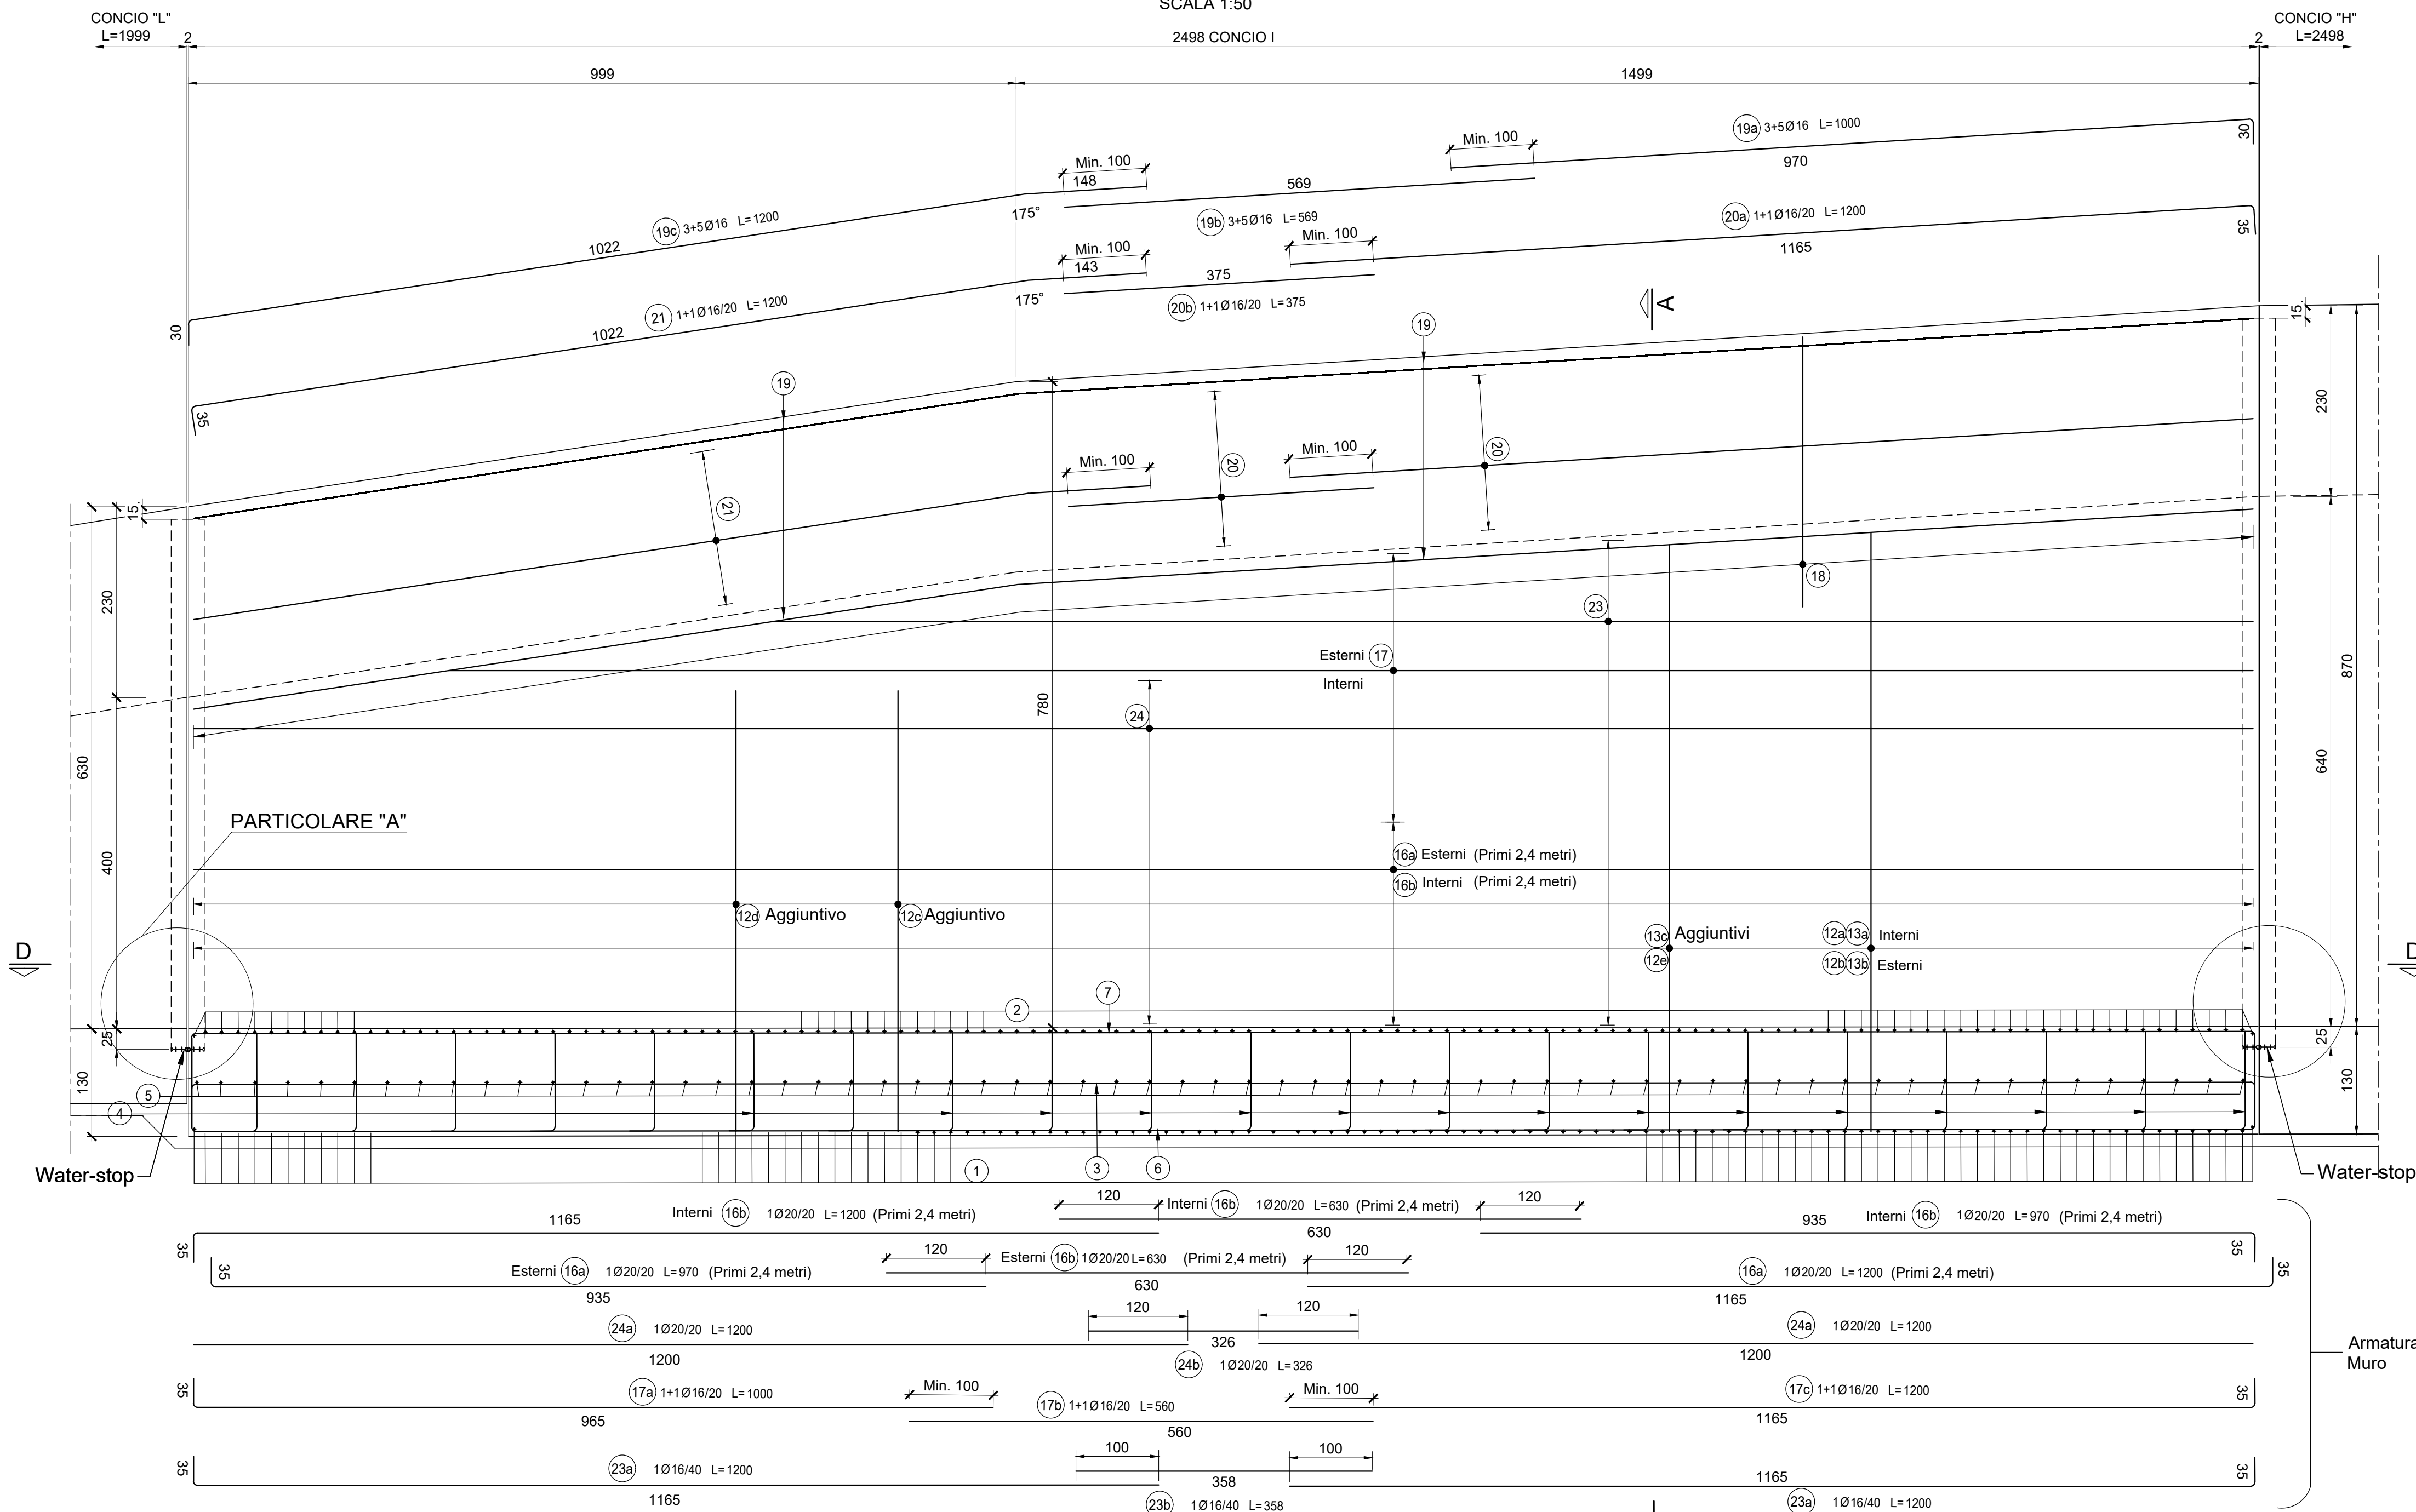 SCALA 1:50
CONCIO "L"
L=1999
2
2498 CONCIO I
2
CONCIO "H"
L=2498
999
1499
19a 3+5Ø16 L=1000
30
Min. 100
970
Min. 100
148
569
175°
19b 3+5Ø16 L=569
19c 3+5Ø16 L=1200
1022
20a 1+1Ø16/20 L=1200
35
Min. 100
1165
Min. 100
143
375
175°
20b 1+1Ø16/20 L=375
21 1+1Ø16/20 L=1200
1022
30
35
A
15
19
19
230
20
20
Min. 100
Min. 100
21
15
230
18
23
Esterni 17
Interni
870
780
24
630
640
PARTICOLARE "A"
400
16a Esterni (Primi 2,4 metri)
16b Interni (Primi 2,4 metri)
12d Aggiuntivo
12c Aggiuntivo
13c Aggiuntivi
12e
12a 13a Interni
12b 13b Esterni
D
D
7
2
25
25
130
130
5
4
1
3
6
Water-stop
Water-stop
1165
Interni 16b 1Ø20/20 L=1200 (Primi 2,4 metri)
120
Interni 16b 1Ø20/20 L=630 (Primi 2,4 metri)
120
630
935
Interni 16b 1Ø20/20 L=970 (Primi 2,4 metri)
35
35
35
Esterni 16a 1Ø20/20 L=970 (Primi 2,4 metri)
935
120
Esterni 16b 1Ø20/20 L=630 (Primi 2,4 metri)
120
630
16a 1Ø20/20 L=1200 (Primi 2,4 metri)
1165
35
24a 1Ø20/20 L=1200
1200
120
120
326
24b 1Ø20/20 L=326
24a 1Ø20/20 L=1200
1200
Armatura
Muro
35
17a 1+1Ø16/20 L=1000
965
Min. 100
17b 1+1Ø16/20 L=560
560
Min. 100
17c 1+1Ø16/20 L=1200
1165
35
35
23a 1Ø16/40 L=1200
1165
100
100
358
23b 1Ø16/40 L=358
1165
23a 1Ø16/40 L=1200
35